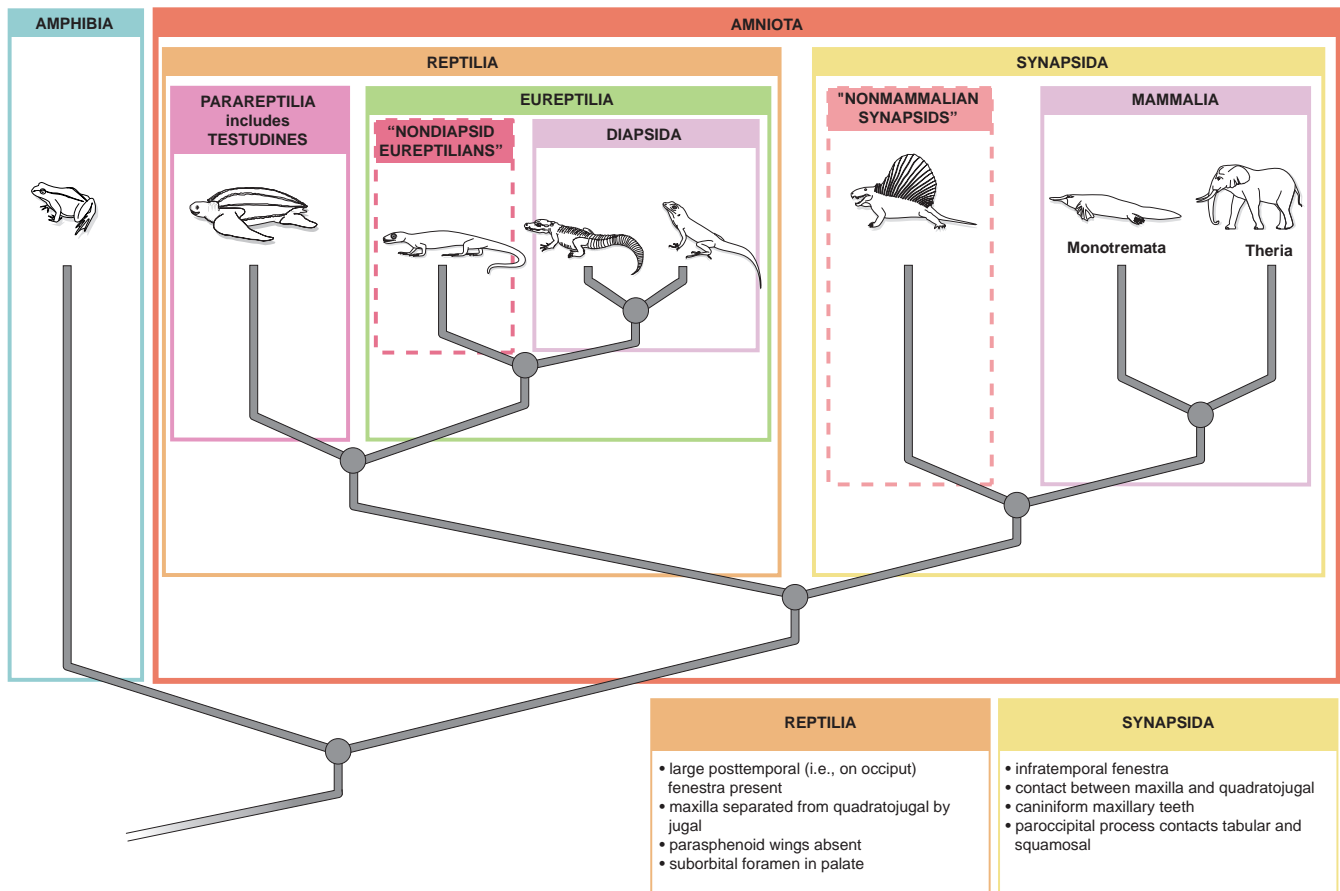 AMPHIBIA
AMNIOTA
REPTILIA
SYNAPSIDA
PARAREPTILIA
includes
TESTUDINES
EUREPTILIA
“NONDIAPSID
EUREPTILIANS”
DIAPSIDA
"NONMAMMALIAN
SYNAPSIDS”
MAMMALIA
Monotremata
Theria
REPTILIA
• large posttemporal (i.e., on occiput)
fenestra present
• maxilla separated from quadratojugal by
jugal
• parasphenoid wings absent
• suborbital foramen in palate
SYNAPSIDA
• infratemporal fenestra
• contact between maxilla and quadratojugal
• caniniform maxillary teeth
• paroccipital process contacts tabular and
squamosal